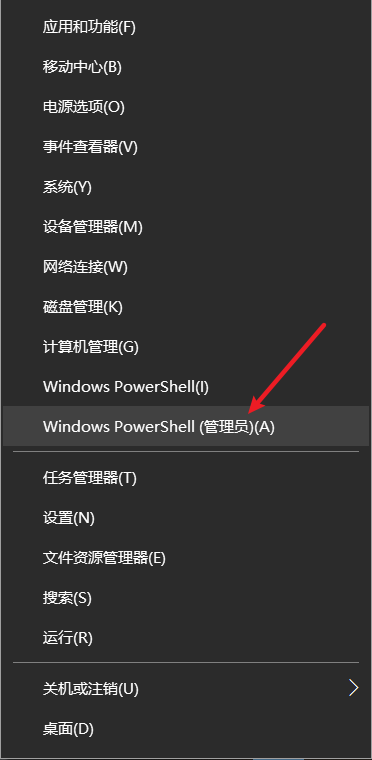 应用和功能(F)
移动中心(B)
电源选项(O)
事件查看器(V)
系统(Y)
设备管理器(M)
网络连接(W)
磁盘管理(K)
计算机管理(G)
Windows PowerShell(I)
Windows PowerShell (管理员)(A)
任务管理器(T)
设置(N)
文件资源管理器(E)
搜索(S)
运行(R)
关机或注销(U)
桌面(D)